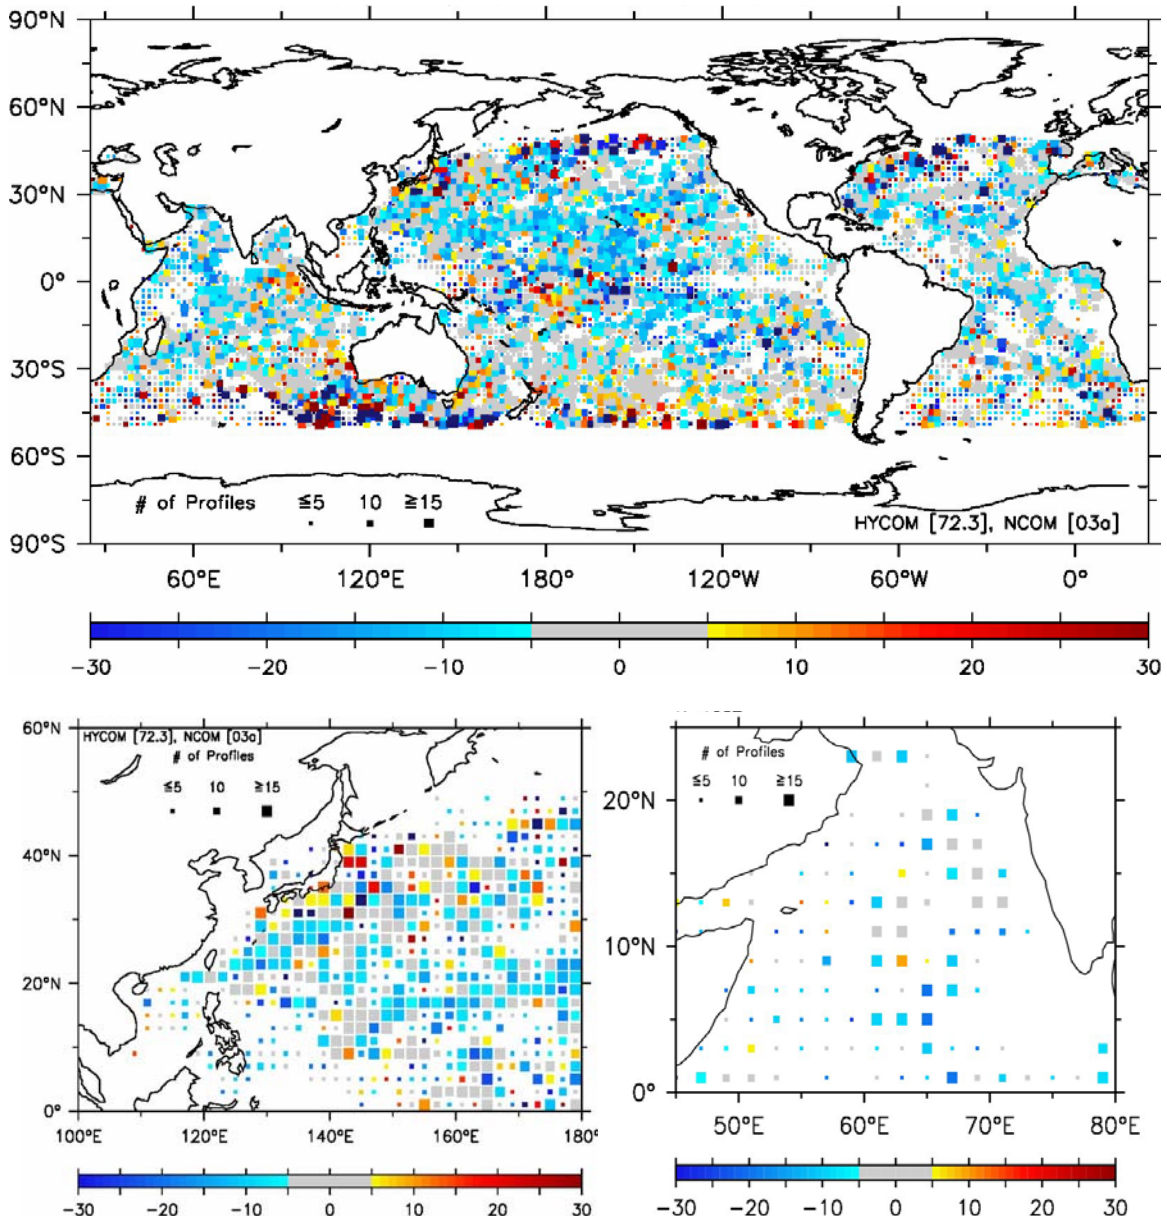 90°N
60°N
30°N
0°
30°S
60°S
90°S
# of Profiles ≦5 10 ≧15
HYCOM [72.3], NCOM [03a]
60°E 120°E 180° 120°W 60°W 0°
−30 −20 −10 0 10 20 30
60°N
HYCOM [72.3], NCOM [03a]
# of Profiles
≦5 10 ≧15
40°N
20°N
0°
100°E 120°E 140°E 160°E 180°
−30 −20 −10 0 10 20 30
# of Profiles
≦5 10 ≧15
20°N
10°N
0°
50°E 60°E 70°E 80°E
−30 −20 −10 0 10 20 30